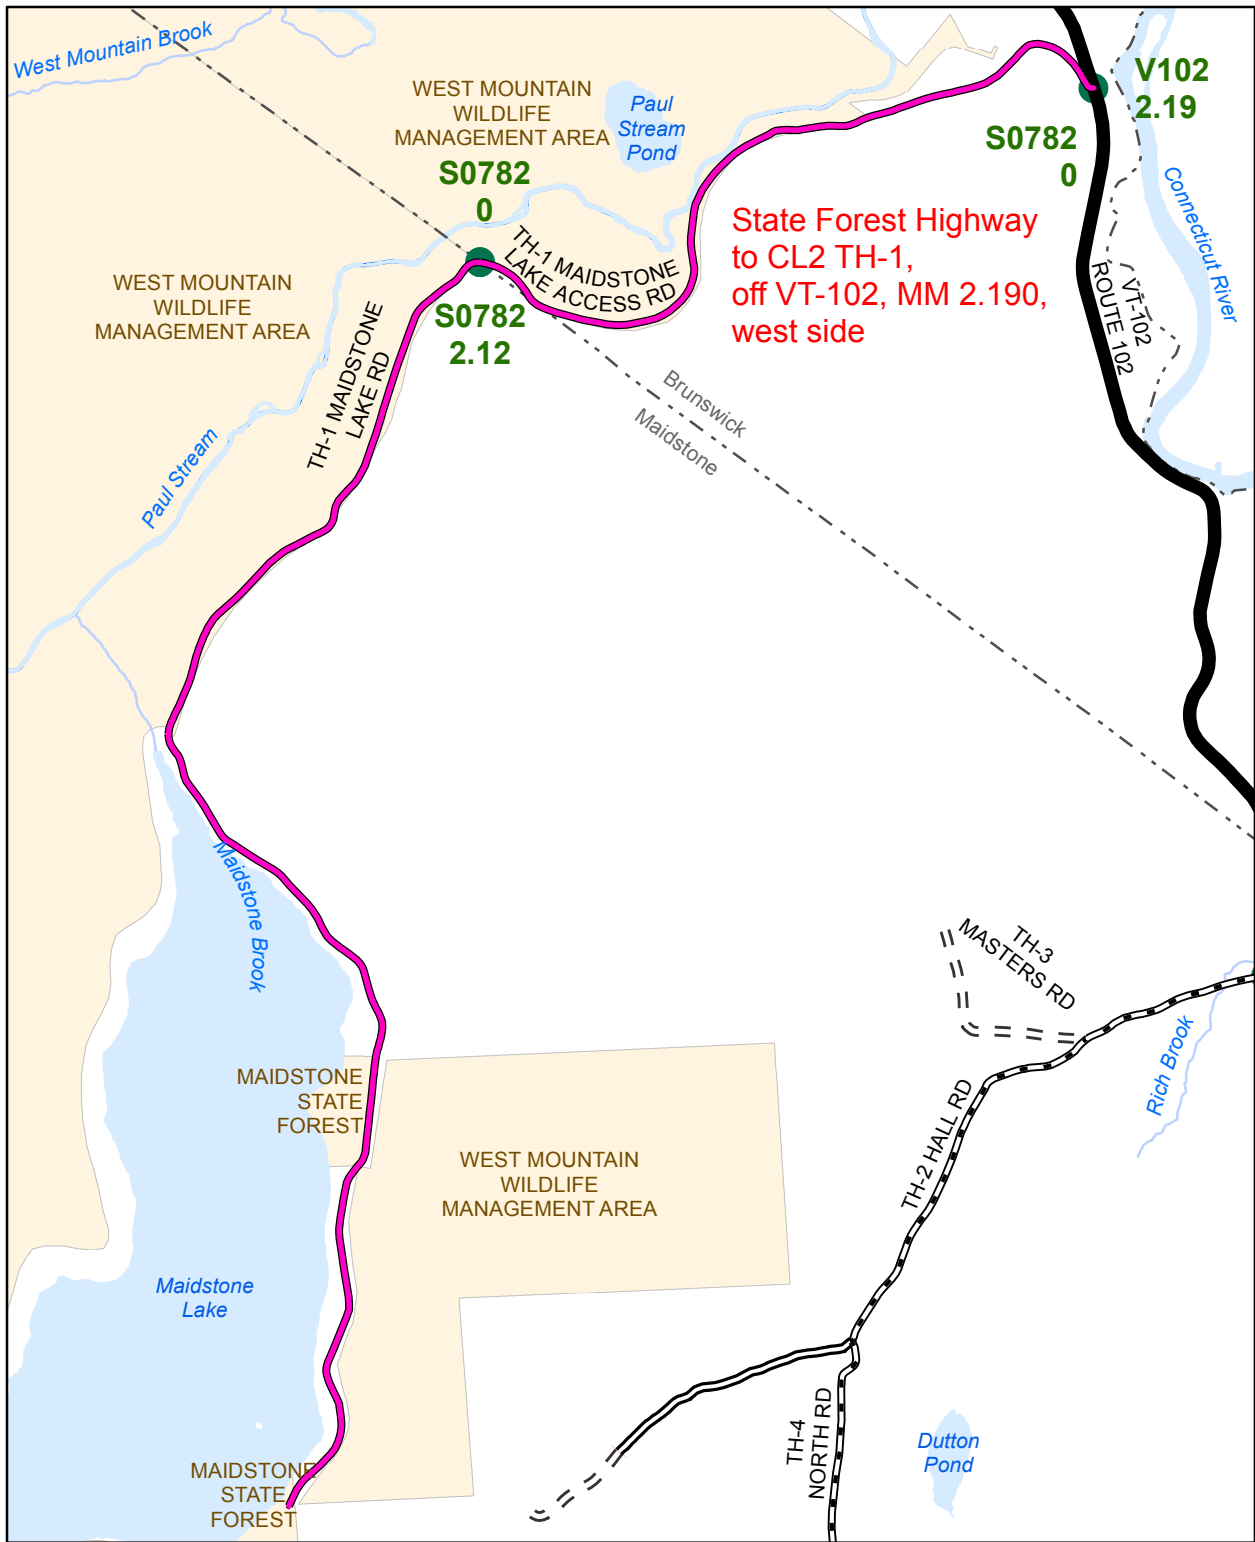 West Mountain Brook
WEST MOUNTAIN
WILDLIFE
MANAGEMENT AREA
Paul
Stream
Pond
V102
2.19
S0782
0
S0782
0
Connecticut River
State Forest Highway
to CL2 TH-1,
off VT-102, MM 2.190,
west side
TH-1 MAIDSTONE
LAKE ACCESS RD
WEST MOUNTAIN
WILDLIFE
MANAGEMENT AREA
S0782
2.12
VT-102
ROUTE 102
TH-1 MAIDSTONE
LAKE RD
Brunswick
Maidstone
Paul Stream
Maidstone Brook
TH-3
MASTERS RD
Rich Brook
MAIDSTONE
STATE
FOREST
TH-2 HALL RD
WEST MOUNTAIN
WILDLIFE
MANAGEMENT AREA
Maidstone
Lake
TH-4
NORTH RD
Dutton
Pond
MAIDSTONE
STATE
FOREST